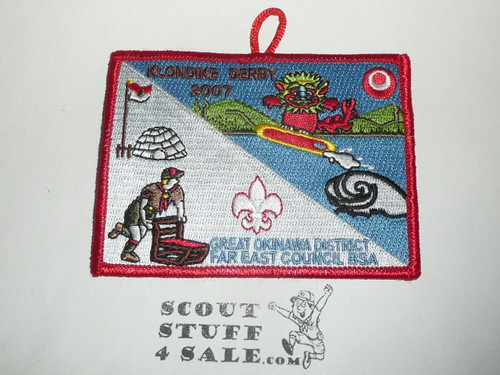 KLONDIKE DERBY
2007
GREAT OKINAWA DISTRICT
FAR EAST COUNCIL BSA
SCOUT
STUFF
4 SALE.COM